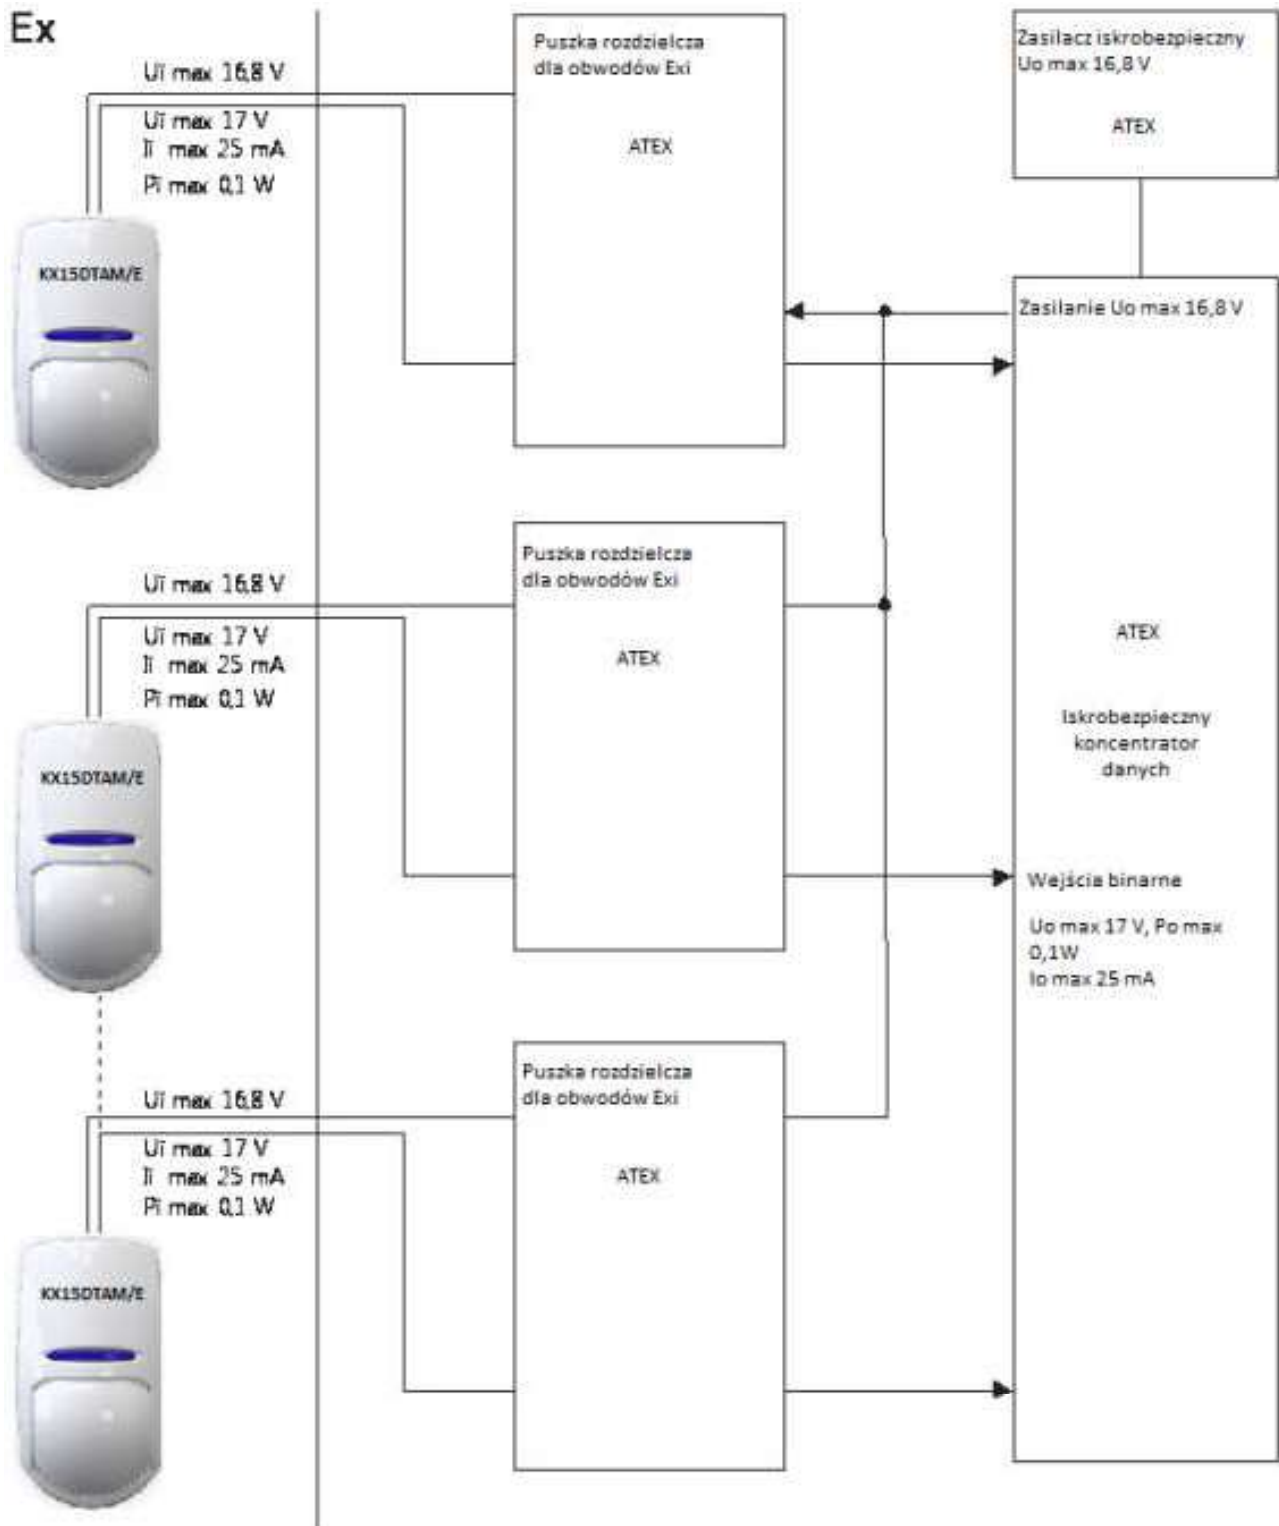 Ex
Ui max 16,8 V
Ui max 17 V
Ii max 25 mA
Pi max 0,1 W
KX15DTAM/E
Puszka rozdzielcza
dla obwodów Exi
ATEX
Zasilacz iskrobezpieczny
Uo max 16,8 V
ATEX
Zasilanie Uo max 16,8 V
Ui max 16,8 V
Ui max 17 V
Ii max 25 mA
Pi max 0,1 W
KX15DTAM/E
Puszka rozdzielcza
dla obwodów Exi
ATEX
ATEX
Iskrobezpieczny
koncentrator
danych
Wejścia binarne
Uo max 17 V, Po max
0,1W
Io max 25 mA
Ui max 16,8 V
Ui max 17 V
Ii max 25 mA
Pi max 0,1 W
KX15DTAM/E
Puszka rozdzielcza
dla obwodów Exi
ATEX